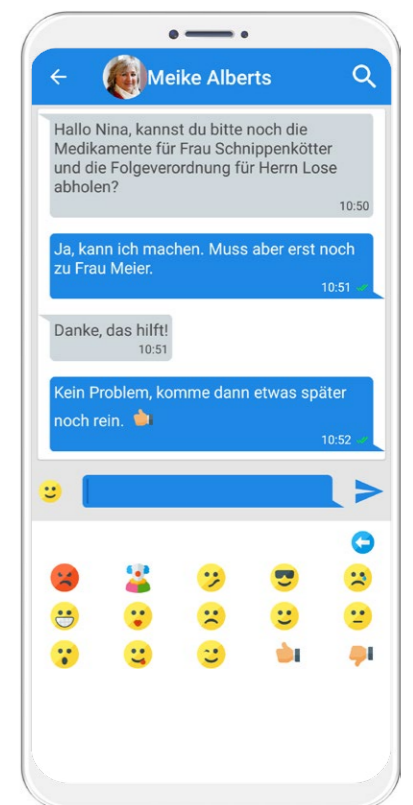 Meike Alberts
Hallo Nina, kannst du bitte noch die
Medikamente für Frau Schnippenkötter
und die Folgeverordnung für Herrn Lose
abholen?
10:50
Ja, kann ich machen. Muss aber erst noch
zu Frau Meier.
10:51
Danke, das hilft!
10:51
Kein Problem, komme dann etwas später
noch rein.
10:52